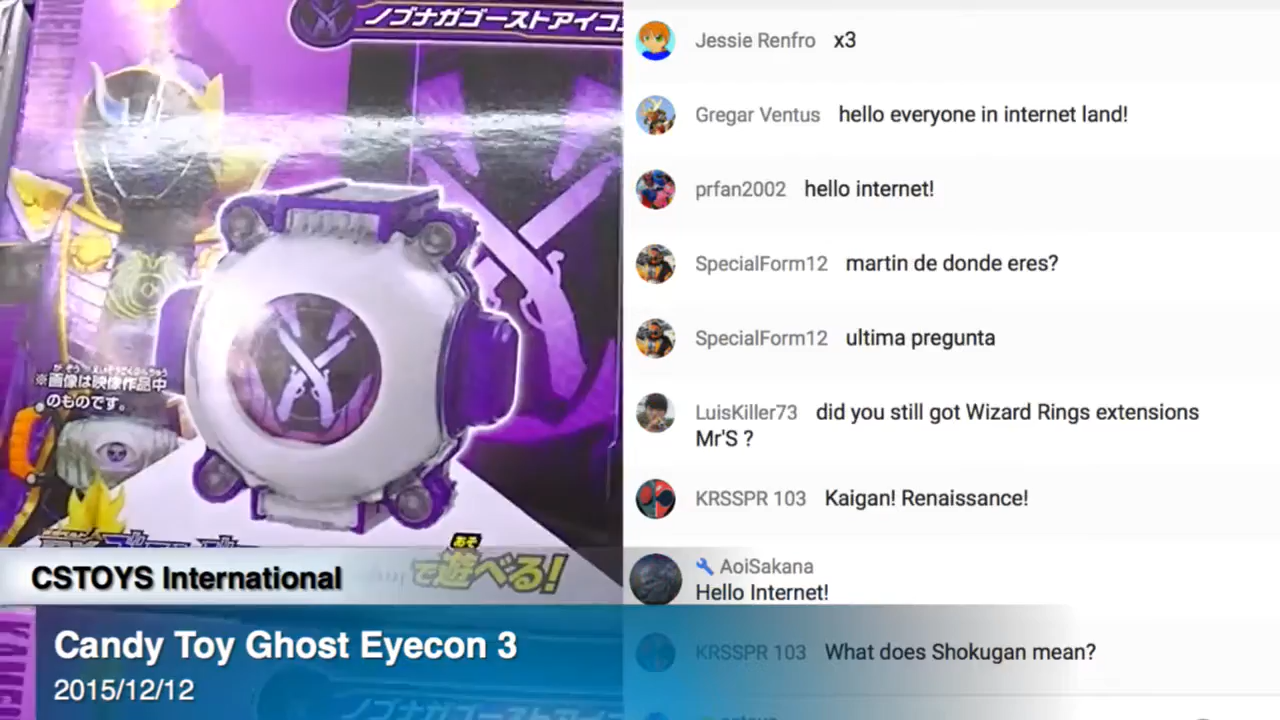 ノブナガゴーストアイコン
※画像は映像作品中
のものです。
あそ
で遊べる!
CSTOYS International
Candy Toy Ghost Eyecon 3
2015/12/12
Jessie Renfro x3
Gregar Ventus hello everyone in internet land!
prfan2002 hello internet!
SpecialForm12 martin de donde eres?
SpecialForm12 ultima pregunta
LuisKiller73 did you still got Wizard Rings extensions
Mr'S ?
KRSSPR 103 Kaigan! Renaissance!
AoiSakana
Hello Internet!
KRSSPR 103 What does Shokugan mean?